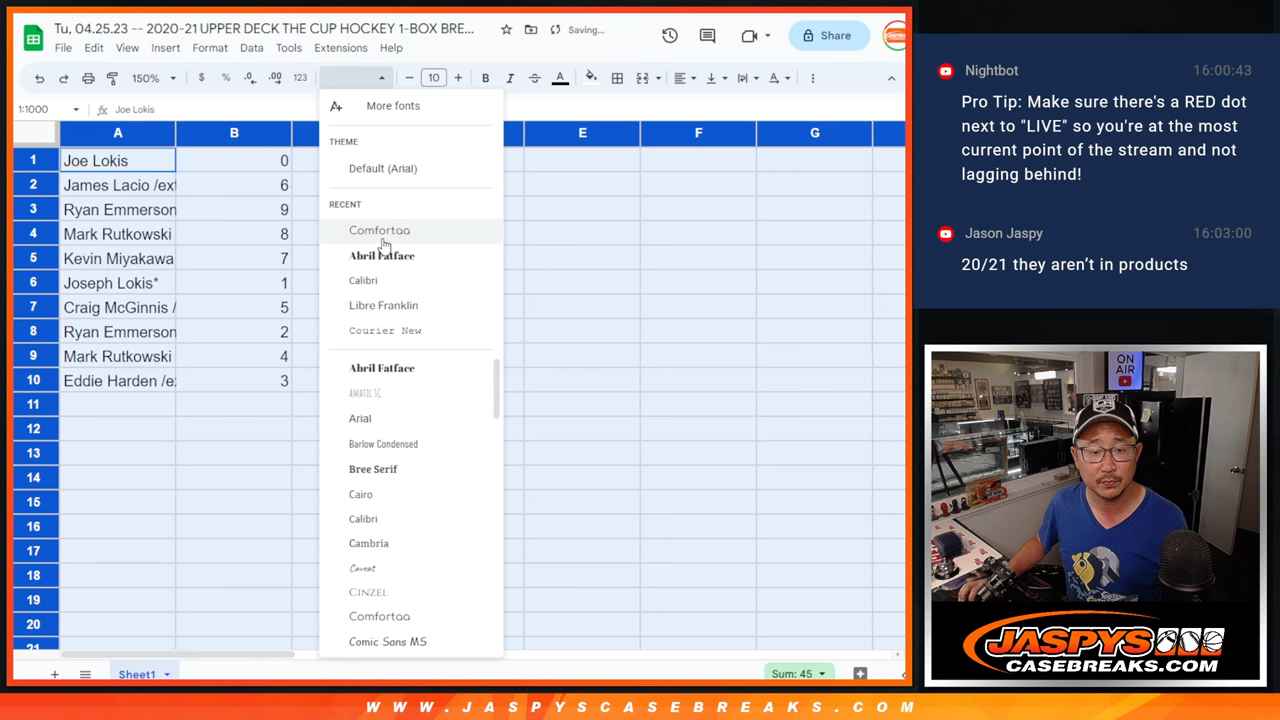 Tu, 04.25.23 -- 2020-21 UPPER DECK THE CUP HOCKEY 1-BOX BRE...
Saving...
File Edit View Insert Format Data Tools Extensions Help
Share
150% $ % .0 .00 123 10 B I A
1:1000 fx Joe Lokis
More fonts
THEME
Default (Arial)
RECENT
Comfortaa
Abril Fatface
Calibri
Libre Franklin
Courier New
Abril Fatface
AMATIC SC
Arial
Barlow Condensed
Bree Serif
Cairo
Calibri
Cambria
Caveat
CINZEL
Comfortaa
Comic Sans MS
A B E F G
1 Joe Lokis 0
2 James Lacio /ext 6
3 Ryan Emmerson 9
4 Mark Rutkowski 8
5 Kevin Miyakawa 7
6 Joseph Lokis* 1
7 Craig McGinnis / 5
8 Ryan Emmerson 2
9 Mark Rutkowski 4
10 Eddie Harden /ex 3
11
12
13
14
15
16
17
18
19
20
21
Sheet1
Sum: 45
Nightbot 16:00:43
Pro Tip: Make sure there's a RED dot
next to "LIVE" so you're at the most
current point of the stream and not
lagging behind!
Jason Jaspy 16:03:00
20/21 they aren’t in products
ON
AIR
JASPYS
CASEBREAKS.COM
WWW.JASPYSCASEBREAKS.COM